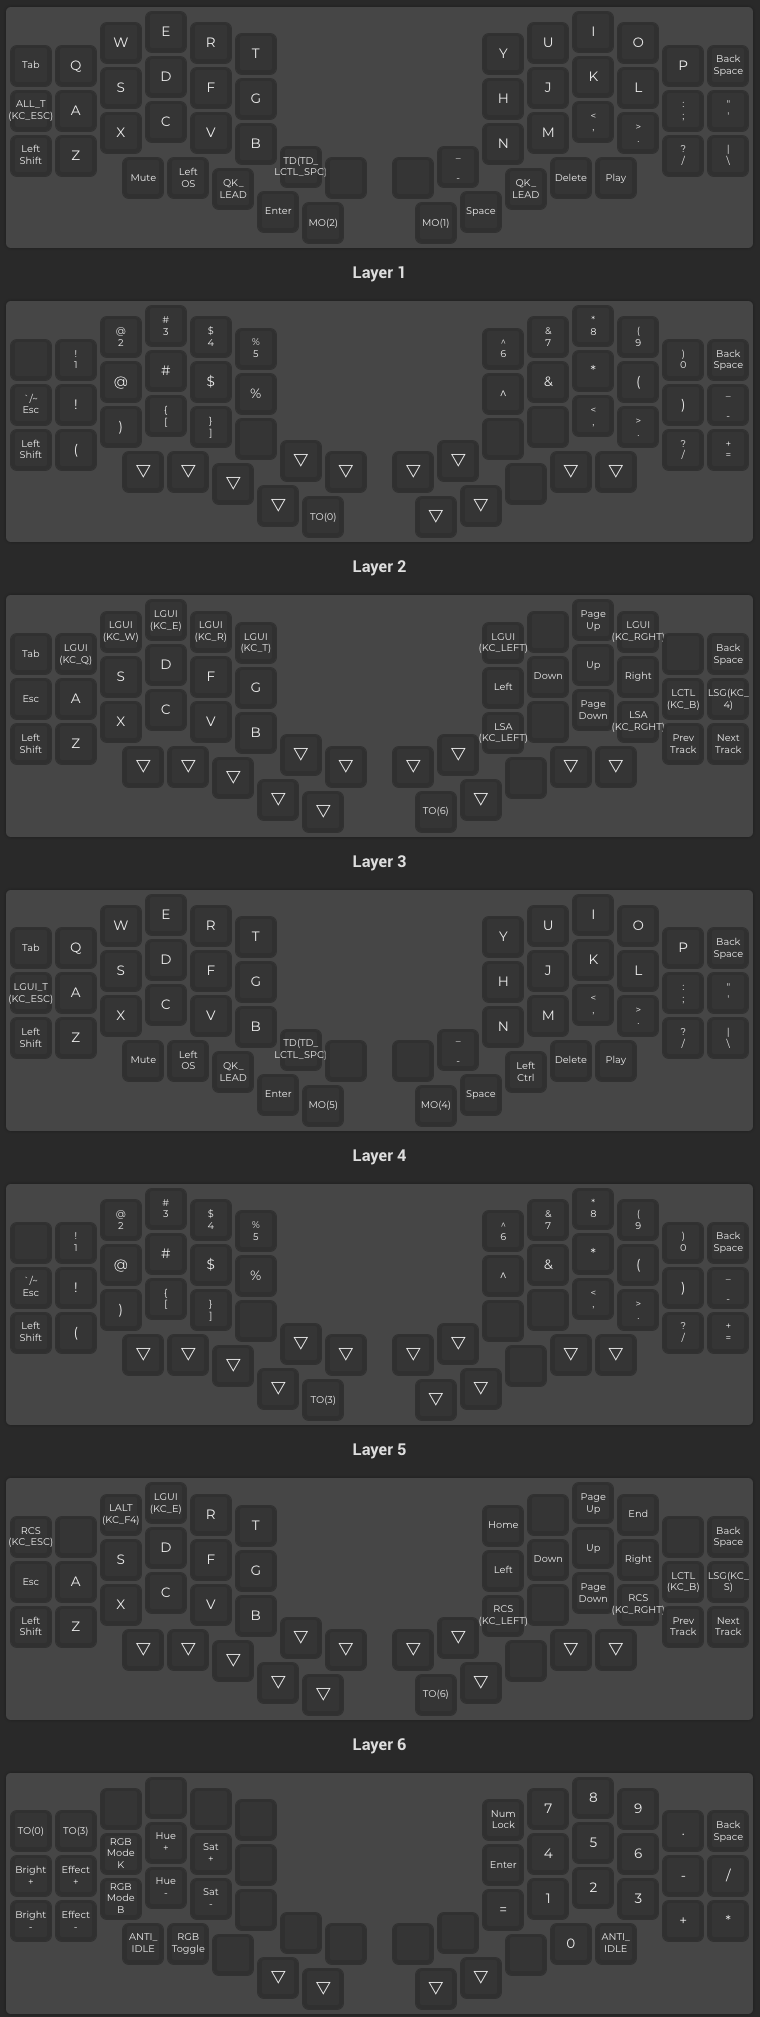 Tab Q W E R T Y U I O P Back Space
ALL_T (KC_ESC) A S D F G H J K L : ; " '
Left Shift Z X C V B N M < , > . ? / | \
Mute Left OS QK_ LEAD TD(TD_ LCTL_SPC) _ - QK_ LEAD Delete Play
Enter MO(2) MO(1) Space
Layer 1
! 1 @ 2 # 3 $ 4 % 5 ^ 6 & 7 * 8 ( 9 ) 0 Back Space
`/~ Esc ! @ # $ % ^ & * ( ) _ -
Left Shift ( ) { [ } ] < , > . ? / + =
▽ ▽ ▽ ▽ ▽ ▽ ▽ ▽ ▽
▽ TO(0) ▽ ▽
Layer 2
Tab LGUI (KC_Q) LGUI (KC_W) LGUI (KC_E) LGUI (KC_R) LGUI (KC_T) LGUI (KC_LEFT) Page Up LGUI (KC_RGHT) Back Space
Esc A S D F G Left Down Up Right LCTL (KC_B) LSG(KC_ 4)
Left Shift Z X C V B LSA (KC_LEFT) Page Down LSA (KC_RGHT) Prev Track Next Track
▽ ▽ ▽ ▽ ▽ ▽ ▽ ▽ ▽
▽ ▽ TO(6) ▽
Layer 3
Tab Q W E R T Y U I O P Back Space
LGUI_T (KC_ESC) A S D F G H J K L : ; " '
Left Shift Z X C V B N M < , > . ? / | \
Mute Left OS QK_ LEAD TD(TD_ LCTL_SPC) _ - Left Ctrl Delete Play
Enter MO(5) MO(4) Space
Layer 4
! 1 @ 2 # 3 $ 4 % 5 ^ 6 & 7 * 8 ( 9 ) 0 Back Space
`/~ Esc ! @ # $ % ^ & * ( ) _ -
Left Shift ( ) { [ } ] < , > . ? / + =
▽ ▽ ▽ ▽ ▽ ▽ ▽ ▽ ▽
▽ TO(3) ▽ ▽
Layer 5
RCS (KC_ESC) LALT (KC_F4) LGUI (KC_E) R T Home Page Up End Back Space
Esc A S D F G Left Down Up Right LCTL (KC_B) LSG(KC_ S)
Left Shift Z X C V B RCS (KC_LEFT) Page Down RCS (KC_RGHT) Prev Track Next Track
▽ ▽ ▽ ▽ ▽ ▽ ▽ ▽ ▽
▽ ▽ TO(6) ▽
Layer 6
TO(0) TO(3) Num Lock 7 8 9 . Back Space
Bright + Effect + RGB Mode K Hue + Sat + Enter 4 5 6 - /
Bright - Effect - RGB Mode B Hue - Sat - = 1 2 3 + *
ANTI_ IDLE RGB Toggle 0 ANTI_ IDLE
▽ ▽ ▽ ▽